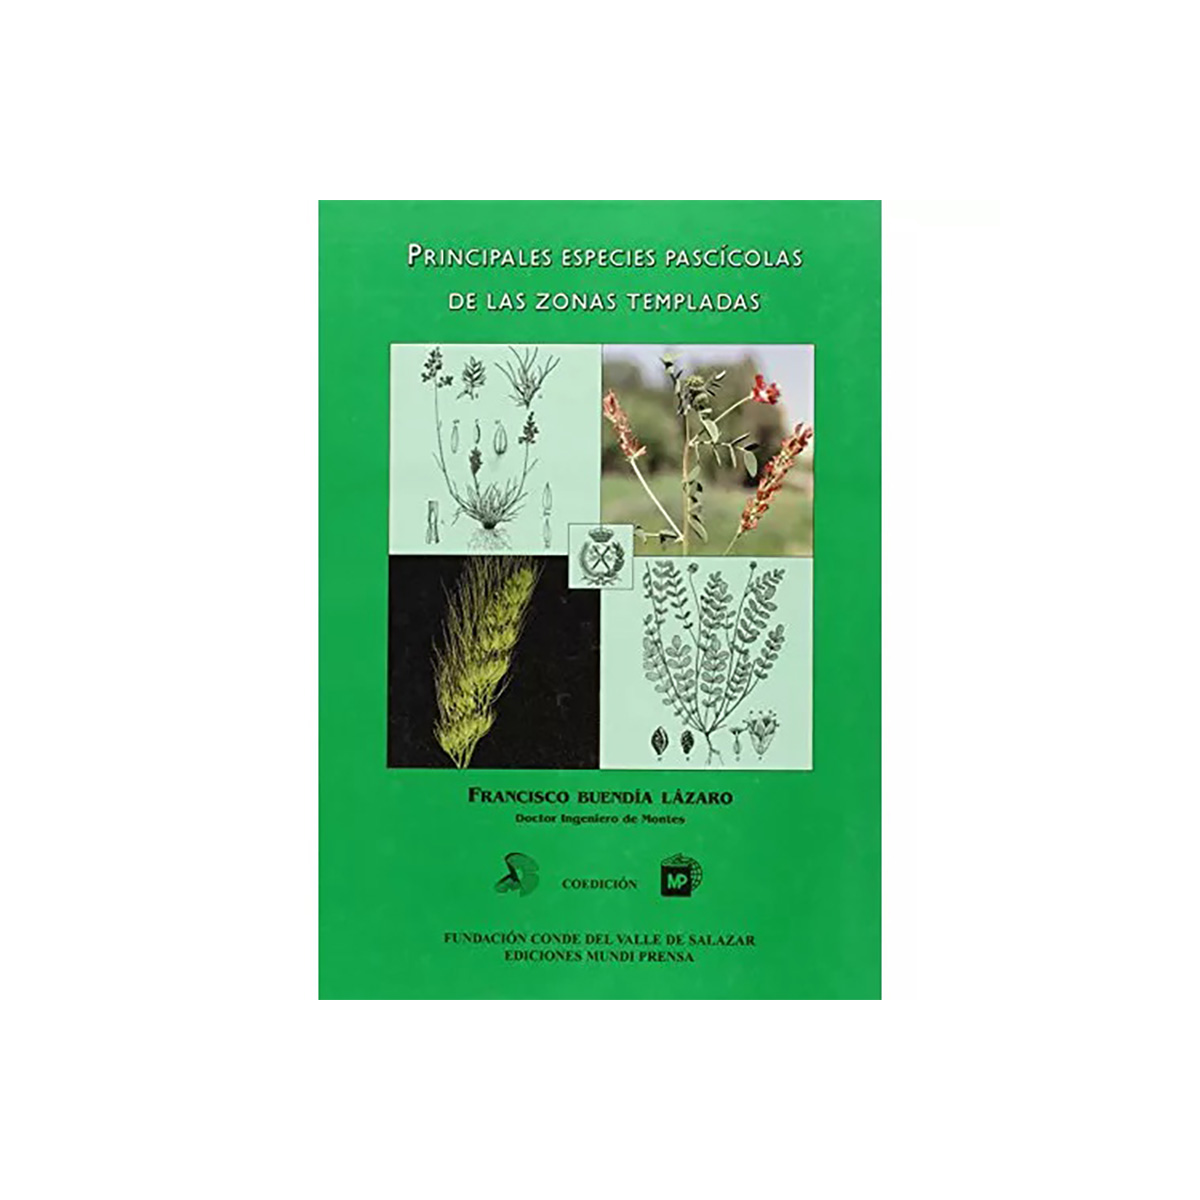 PRINCIPALES ESPECIES PASCÍCOLAS
DE LAS ZONAS TEMPLADAS
FRANCISCO BUENDÍA LÁZARO
Doctor Ingeniero de Montes
COEDICIÓN
MP
FUNDACIÓN CONDE DEL VALLE DE SALAZAR
EDICIONES MUNDI PRENSA